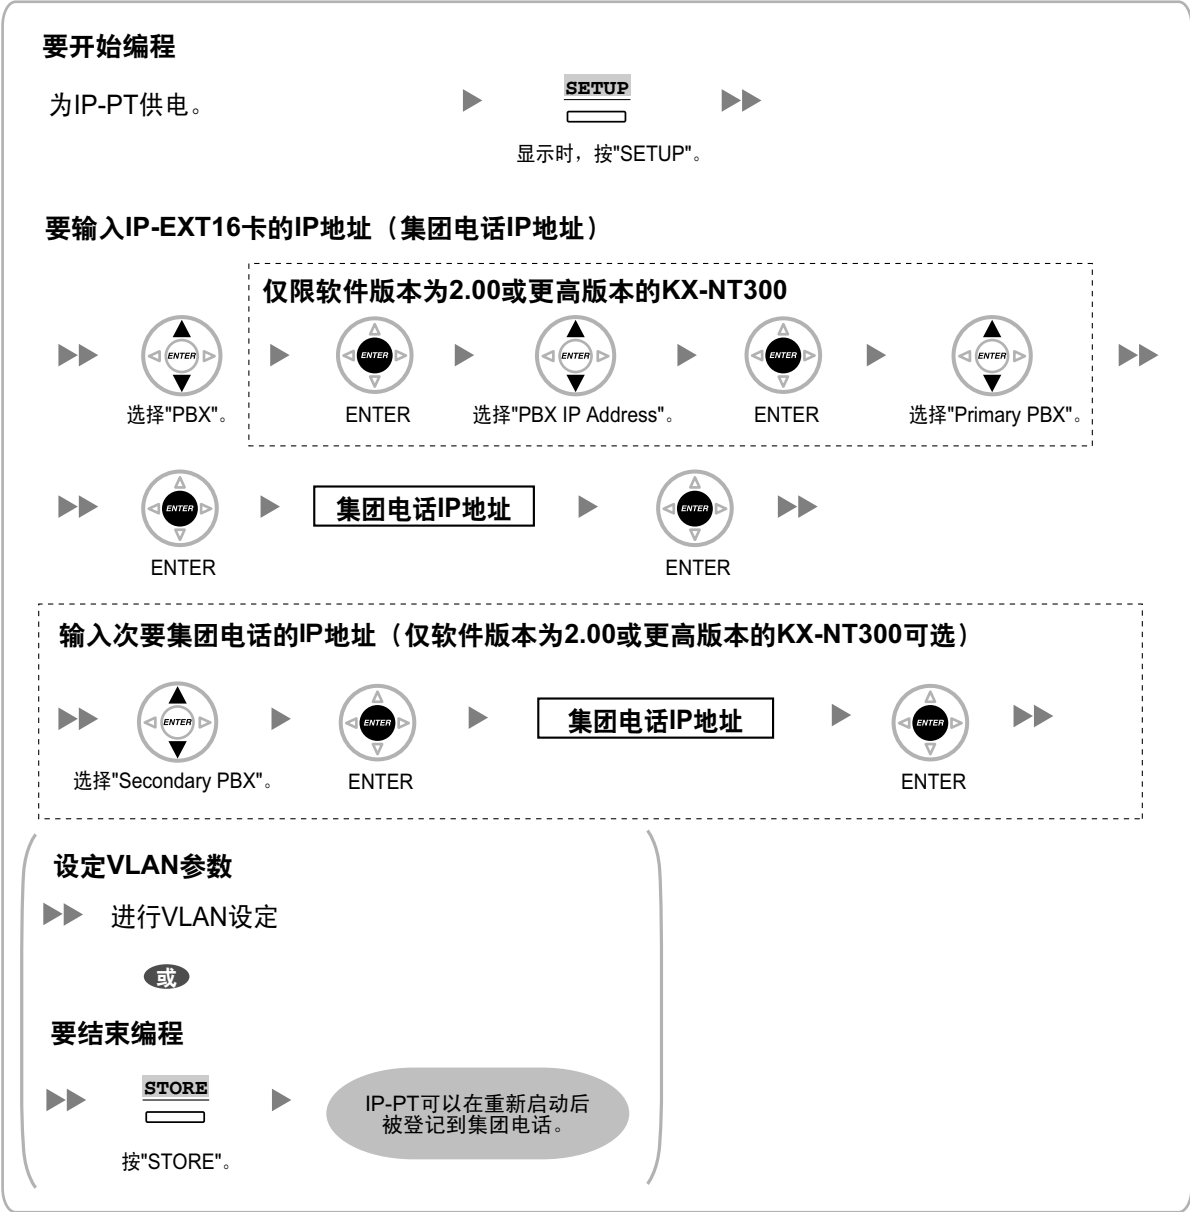 要开始编程
为IP-PT供电。
SETUP
显示时，按"SETUP"。
要输入IP-EXT16卡的IP地址（集团电话IP地址）
仅限软件版本为2.00或更高版本的KX-NT300
ENTER ENTER ENTER ENTER ENTER
选择"PBX"。 ENTER 选择"PBX IP Address"。 ENTER 选择"Primary PBX"。
ENTER 集团电话IP地址 ENTER
ENTER ENTER
输入次要集团电话的IP地址（仅软件版本为2.00或更高版本的KX-NT300可选）
ENTER ENTER 集团电话IP地址 ENTER
选择"Secondary PBX"。 ENTER ENTER
设定VLAN参数
进行VLAN设定
或
要结束编程
STORE
IP-PT可以在重新启动后
被登记到集团电话。
按"STORE"。